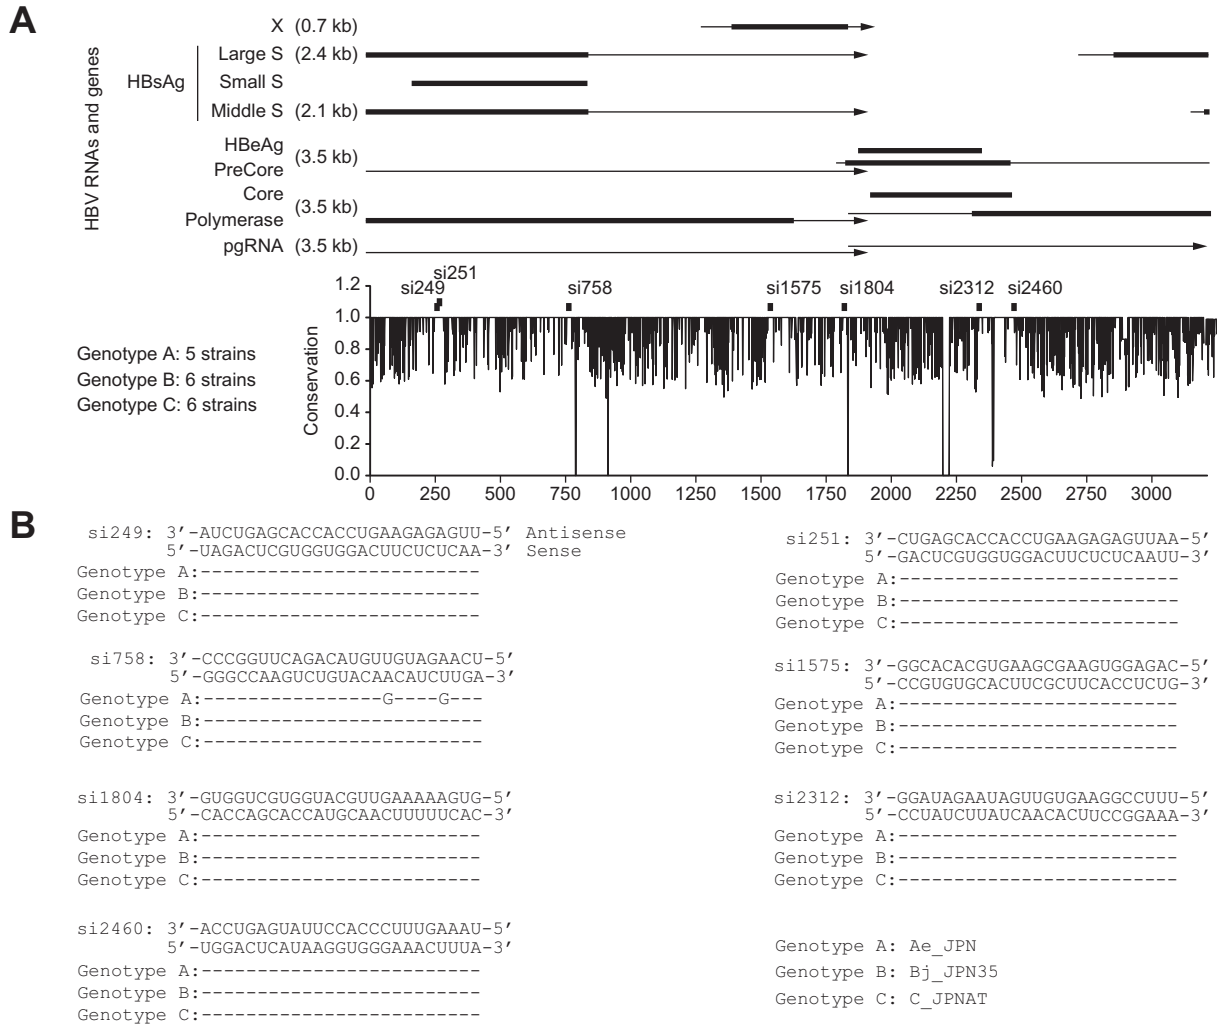 A
HBV RNAs and genes
X (0.7 kb)
HBsAg
Large S (2.4 kb)
Small S
Middle S (2.1 kb)
HBeAg
(3.5 kb)
PreCore
Core
(3.5 kb)
Polymerase
pgRNA (3.5 kb)
si249 si251 si758 si1575 si1804 si2312 si2460
Genotype A: 5 strains
Genotype B: 6 strains
Genotype C: 6 strains
Conservation
1.2
1.0
0.8
0.6
0.4
0.2
0.0
0 250 500 750 1000 1250 1500 1750 2000 2250 2500 2750 3000
B
si249: 3′-AUCUGAGCACCACCUGAAGAGAGUU-5′ Antisense
5′-UAGACUCGUGGUGGACUUCUCUCAA-3′ Sense
Genotype A:-------------------------
Genotype B:-------------------------
Genotype C:-------------------------
si251: 3′-CUGAGCACCACCUGAAGAGAGUUAA-5′
5′-GACUCGUGGUGGACUUCUCUCAAUU-3′
Genotype A:-------------------------
Genotype B:-------------------------
Genotype C:-------------------------
si758: 3′-CCCGGUUCAGACAUGUUGUAGAACU-5′
5′-GGGCCAAGUCUGUACAACAUCUUGA-3′
Genotype A:----------------G----G---
Genotype B:-------------------------
Genotype C:-------------------------
si1575: 3′-GGCACACGUGAAGCGAAGUGGAGAC-5′
5′-CCGUGUGCACUUCGCUUCACCUCUG-3′
Genotype A:-------------------------
Genotype B:-------------------------
Genotype C:-------------------------
si1804: 3′-GUGGUCGUGGUACGUUGAAAAAGUG-5′
5′-CACCAGCACCAUGCAACUUUUUCAC-3′
Genotype A:-------------------------
Genotype B:-------------------------
Genotype C:-------------------------
si2312: 3′-GGAUAGAAUAGUUGUGAAGGCCUUU-5′
5′-CCUAUCUUAUCAACACUUCCGGAAA-3′
Genotype A:-------------------------
Genotype B:-------------------------
Genotype C:-------------------------
si2460: 3′-ACCUGAGUAUUCCACCCUUUGAAAU-5′
5′-UGGACUCAUAAGGUGGGAAACUUUA-3′
Genotype A:-------------------------
Genotype B:-------------------------
Genotype C:-------------------------
Genotype A: Ae_JPN
Genotype B: Bj_JPN35
Genotype C: C_JPNAT